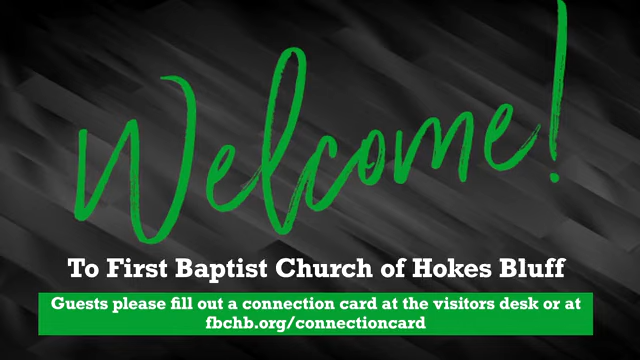 Welcome!
To First Baptist Church of Hokes Bluff
Guests please fill out a connection card at the visitors desk or at
fbchb.org/connectioncard